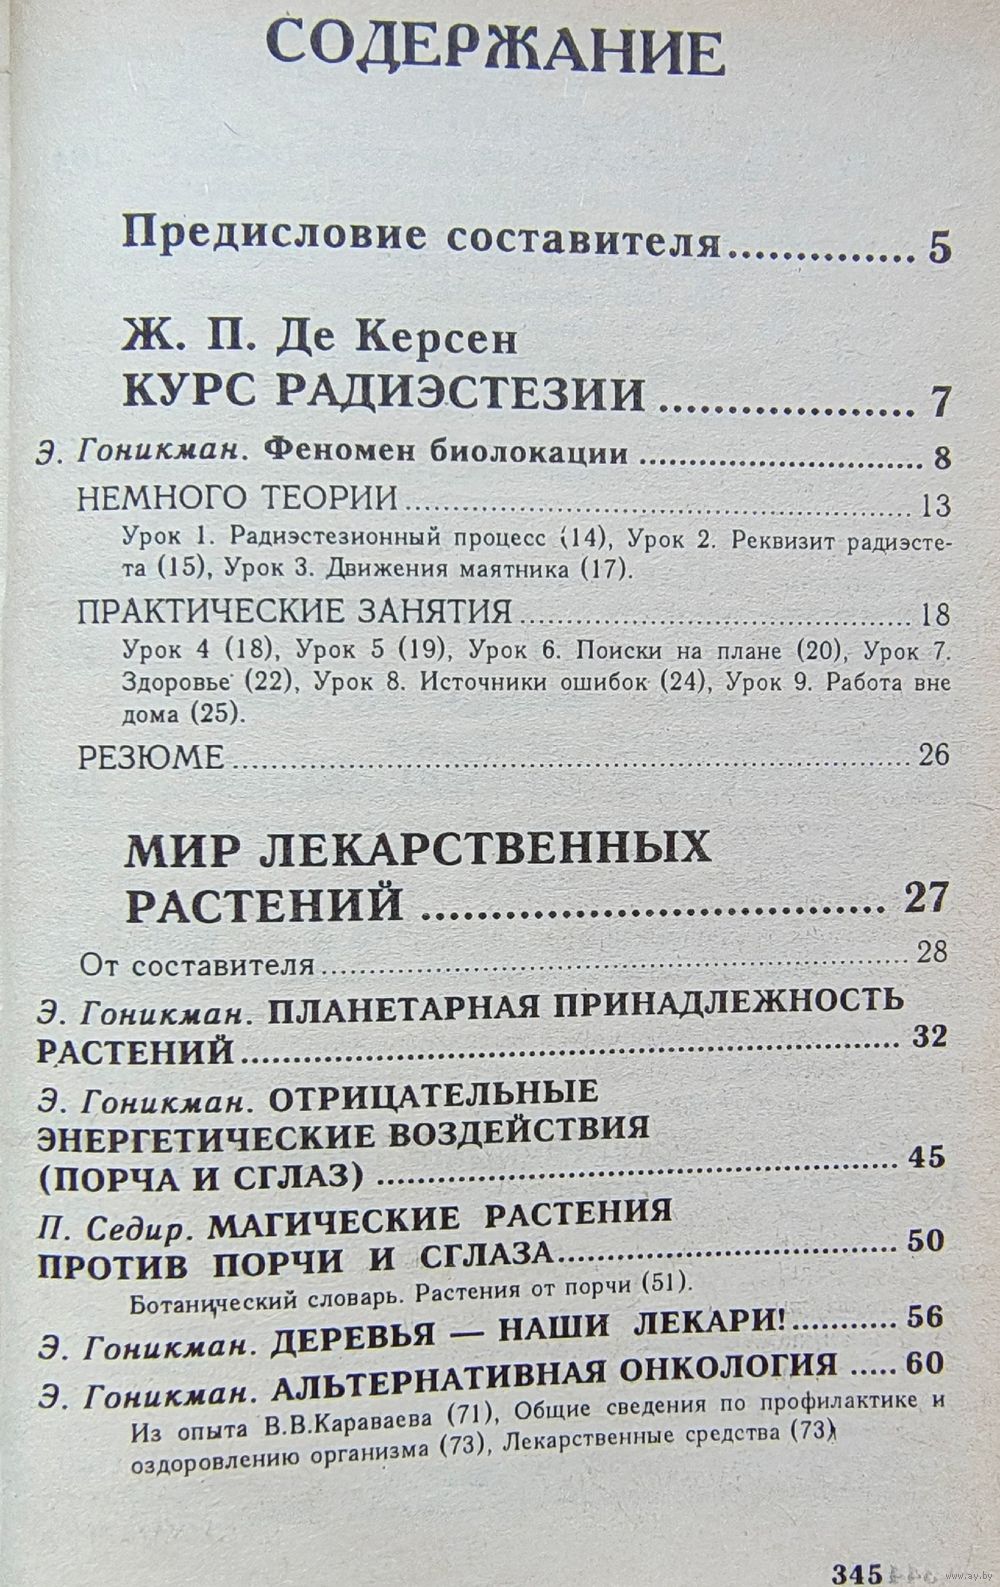 СОДЕРЖАНИЕ
Предисловие составителя.............. 5
Ж. П. Де Керсен
КУРС РАДИЭСТЕЗИИ .................... 7
Э. Гоникман. Феномен биолокации .............................. 8
НЕМНОГО ТЕОРИИ .................................................. 13
Урок 1. Радиэстезионный процесс (14), Урок 2. Реквизит радиэсте-
та (15), Урок 3. Движения маятника (17).
ПРАКТИЧЕСКИЕ ЗАНЯТИЯ ...................................... 18
Урок 4 (18), Урок 5 (19), Урок 6. Поиски на плане (20), Урок 7.
Здоровье (22), Урок 8. Источники ошибок (24), Урок 9. Работа вне
дома (25).
РЕЗЮМЕ .................................................................. 26
МИР ЛЕКАРСТВЕННЫХ
РАСТЕНИЙ .................................. 27
От составителя ........................................................... 28
Э. Гоникман. ПЛАНЕТАРНАЯ ПРИНАДЛЕЖНОСТЬ
РАСТЕНИЙ .................................................................. 32
Э. Гоникман. ОТРИЦАТЕЛЬНЫЕ
ЭНЕРГЕТИЧЕСКИЕ ВОЗДЕЙСТВИЯ
(ПОРЧА И СГЛАЗ) ...................................................... 45
П. Седир. МАГИЧЕСКИЕ РАСТЕНИЯ
ПРОТИВ ПОРЧИ И СГЛАЗА ................................... 50
Ботанический словарь. Растения от порчи (51).
Э. Гоникман. ДЕРЕВЬЯ — НАШИ ЛЕКАРИ! ........... 56
Э. Гоникман. АЛЬТЕРНАТИВНАЯ ОНКОЛОГИЯ ..... 60
Из опыта В.В.Караваева (71), Общие сведения по профилактике и
оздоровлению организма (73), Лекарственные средства (73)
345
www.ay.by